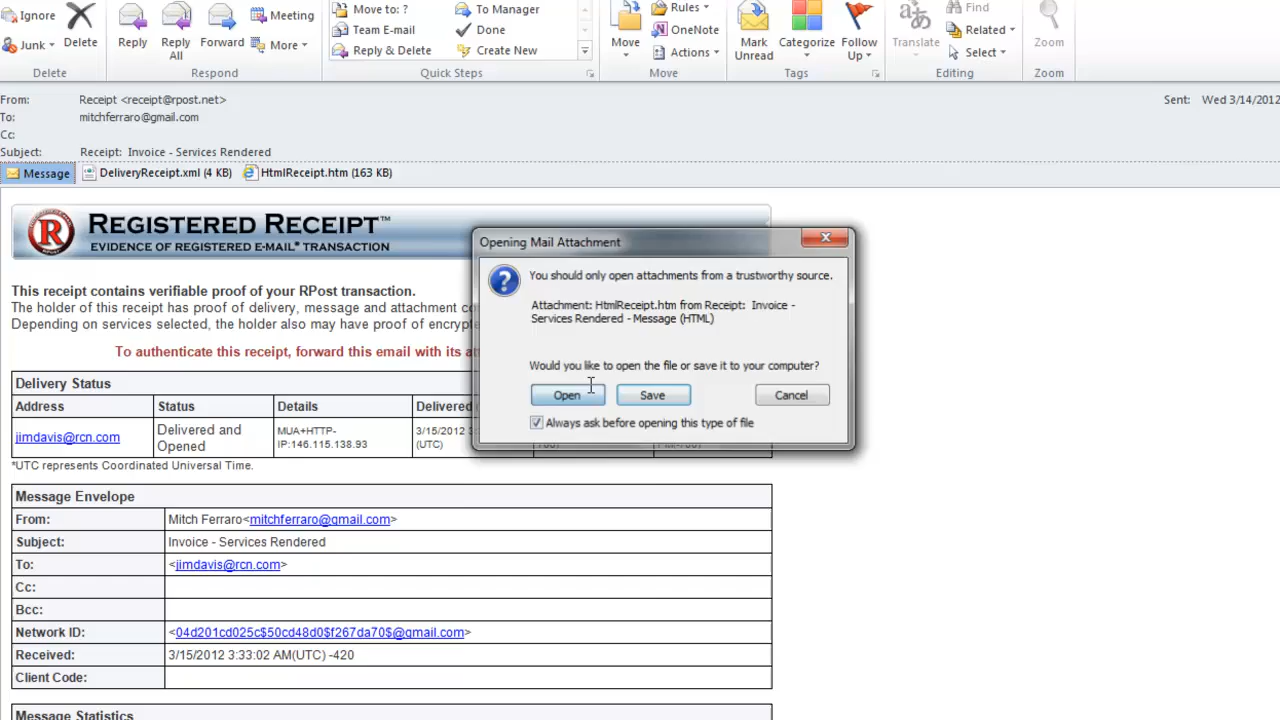 Ignore
Junk
Delete
Delete
Reply
Reply All
Forward
Meeting
More
Respond
Move to: ?
Team E-mail
Reply & Delete
To Manager
Done
Create New
Quick Steps
Move
Rules
OneNote
Actions
Move
Mark Unread
Categorize
Follow Up
Tags
Translate
Find
Related
Select
Editing
Zoom
Zoom
From: Receipt <receipt@rpost.net>
Sent: Wed 3/14/2012
To: mitchferraro@gmail.com
Cc:
Subject: Receipt: Invoice - Services Rendered
Message DeliveryReceipt.xml (4 KB) HtmlReceipt.htm (163 KB)
R REGISTERED RECEIPT™
EVIDENCE OF REGISTERED E-MAIL® TRANSACTION
This receipt contains verifiable proof of your RPost transaction.
The holder of this receipt has proof of delivery, message and attachment
Depending on services selected, the holder also may have proof of
To authenticate this receipt, forward this email with its
Opening Mail Attachment
You should only open attachments from a trustworthy source.
Attachment: HtmlReceipt.htm from Receipt: Invoice -
Services Rendered - Message (HTML)
Would you like to open the file or save it to your computer?
Open Save Cancel
Always ask before opening this type of file
Delivery Status
Address Status Details Delivered
jimdavis@rcn.com Delivered and Opened MUA+HTTP-IP:146.115.138.93 3/15/2012 (UTC)
*UTC represents Coordinated Universal Time.
Message Envelope
From: Mitch Ferraro<mitchferraro@gmail.com>
Subject: Invoice - Services Rendered
To: <jimdavis@rcn.com>
Cc:
Bcc:
Network ID: <04d201cd025c$50cd48d0$f267da70$@gmail.com>
Received: 3/15/2012 3:33:02 AM(UTC) -420
Client Code:
Message Statistics